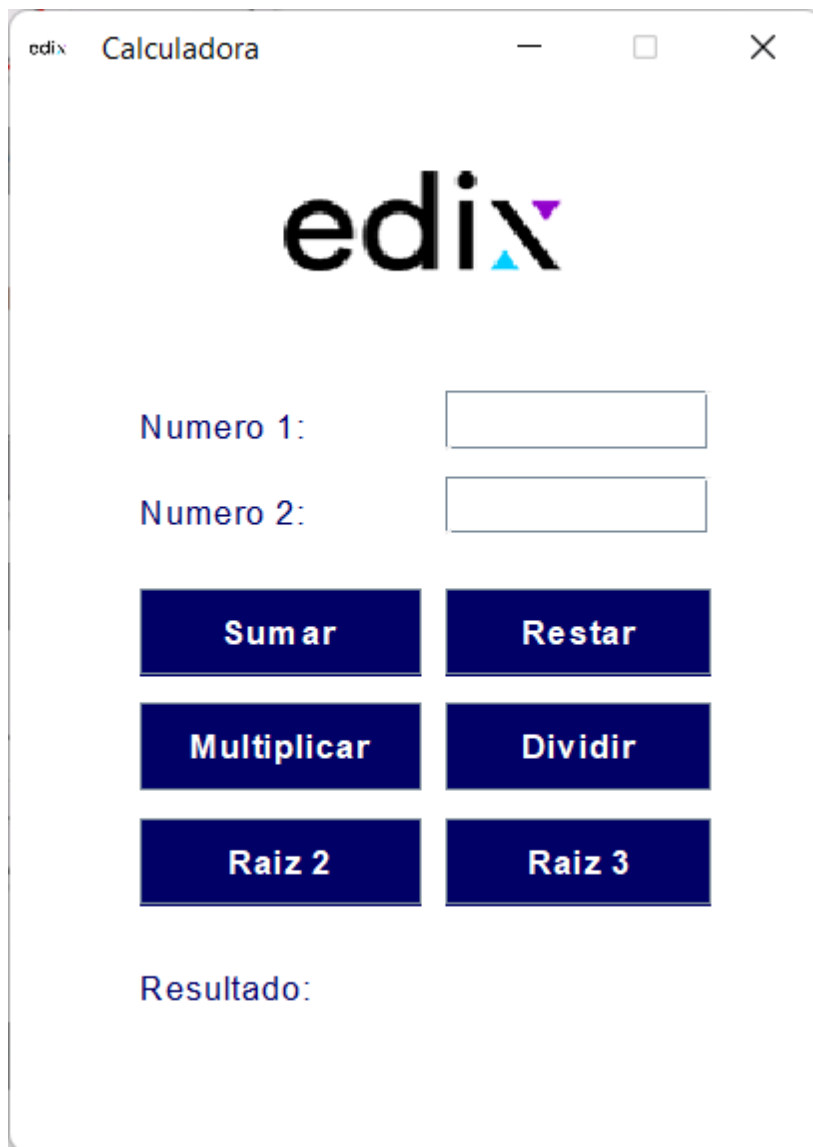 edix Calculadora
edix
Numero 1:
Numero 2:
Sumar Restar
Multiplicar Dividir
Raiz 2 Raiz 3
Resultado: